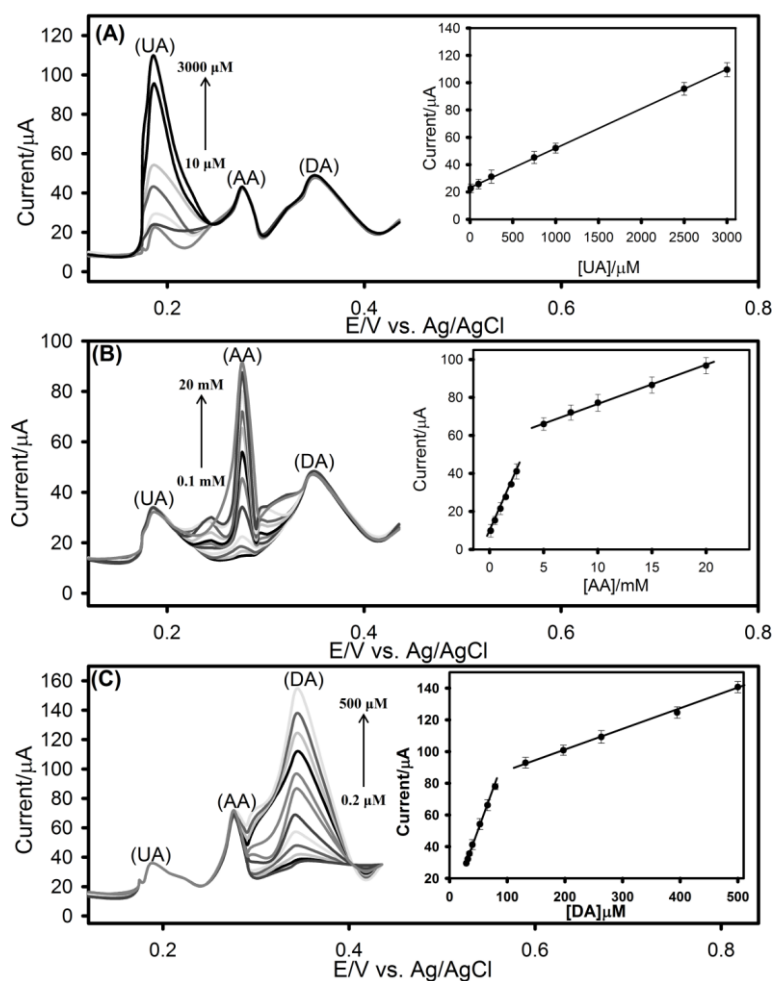 (A)
(UA)
3000 µM
10 µM
(AA)
(DA)
Current/µA
120
100
80
60
40
20
0
0.2
0.4
0.6
0.8
E/V vs. Ag/AgCl
Current/µA
140
120
100
80
60
40
20
0
0 500 1000 1500 2000 2500 3000
[UA]/µM
(B)
(AA)
20 mM
0.1 mM
(UA)
(DA)
Current/µA
100
80
60
40
20
0
0.2
0.4
0.6
0.8
E/V vs. Ag/AgCl
Current/µA
100
80
60
40
20
0
0 5 10 15 20
[AA]/mM
(C)
(DA)
500 µM
0.2 µM
(AA)
(UA)
Current/µA
160
140
120
100
80
60
40
20
0
0.2
0.4
0.6
0.8
E/V vs. Ag/AgCl
Current/µA
140
120
100
80
60
40
20
0 100 200 300 400 500
[DA]µM